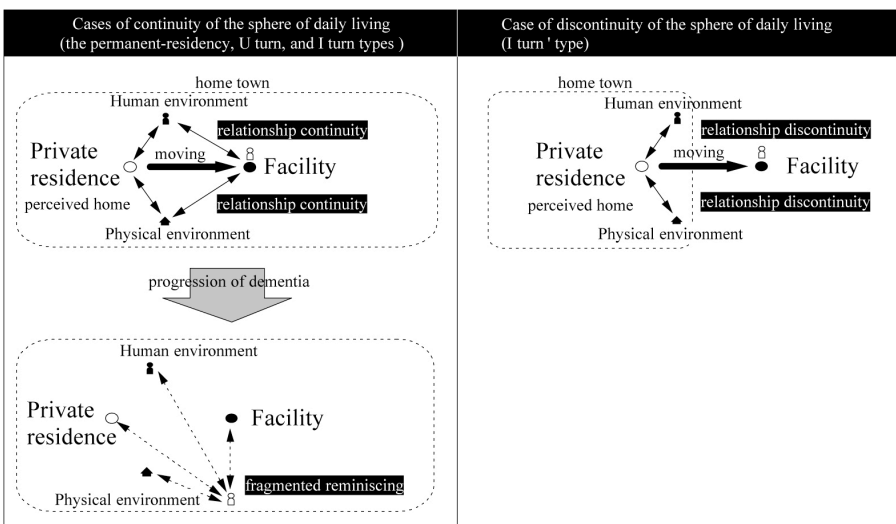 Cases of continuity of the sphere of daily living
(the permanent-residency, U turn, and I turn types )
home town
Human environment
relationship continuity
Private
residence
moving
Facility
perceived home
relationship continuity
Physical environment
progression of dementia
Human environment
Private
residence
Facility
fragmented reminiscing
Physical environment
Case of discontinuity of the sphere of daily living
(I turn ' type)
home town
Human environment
relationship discontinuity
Private
residence
moving
Facility
perceived home
relationship discontinuity
Physical environment